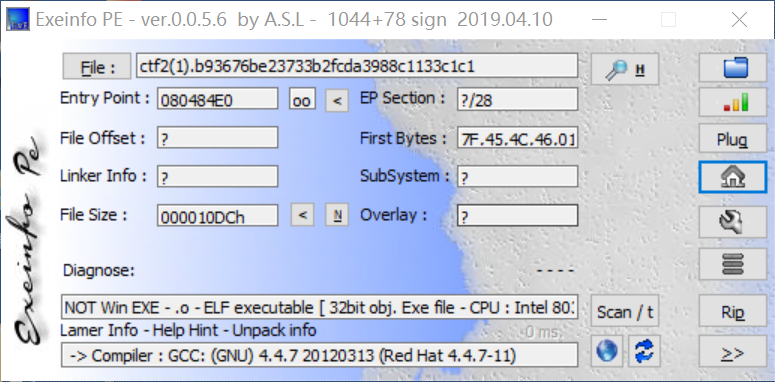 Exeinfo PE - ver.0.0.5.6 by A.S.L - 1044+78 sign 2019.04.10
File : ctf2(1).b93676be23733b2fcda3988c1133c1c1 H
Entry Point : 080484E0 oo < EP Section : ?/28
File Offset : ? First Bytes : 7F.45.4C.46.01 Plug
Linker Info : ? SubSystem : ?
File Size : 000010DCh < N Overlay : ?
Diagnose: - - - -
NOT Win EXE - .o - ELF executable [ 32bit obj. Exe file - CPU : Intel 80 Scan / t Rip
Lamer Info - Help Hint - Unpack info 0 ms.
-> Compiler : GCC: (GNU) 4.4.7 20120313 (Red Hat 4.4.7-11) >>
Exeinfo Pe